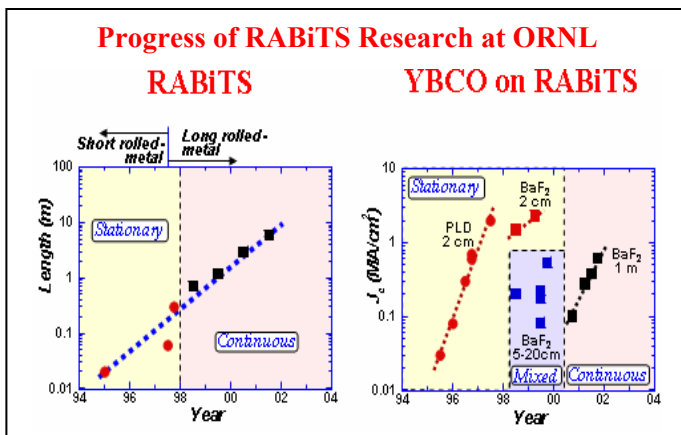 Progress of RABiTS Research at ORNL
RABiTS
YBCO on RABiTS
Short rolled-metal
Long rolled-metal
Length (m)
100
10
1
0.1
0.01
Stationary
Continuous
94 96 98 00 02 04
Year
Jc (MA/cm²)
10
1
0.1
0.01
Stationary
PLD
2 cm
BaF2
2 cm
BaF2
1 m
BaF2
5-20cm
Mixed
Continuous
94 96 98 00 02 04
Year